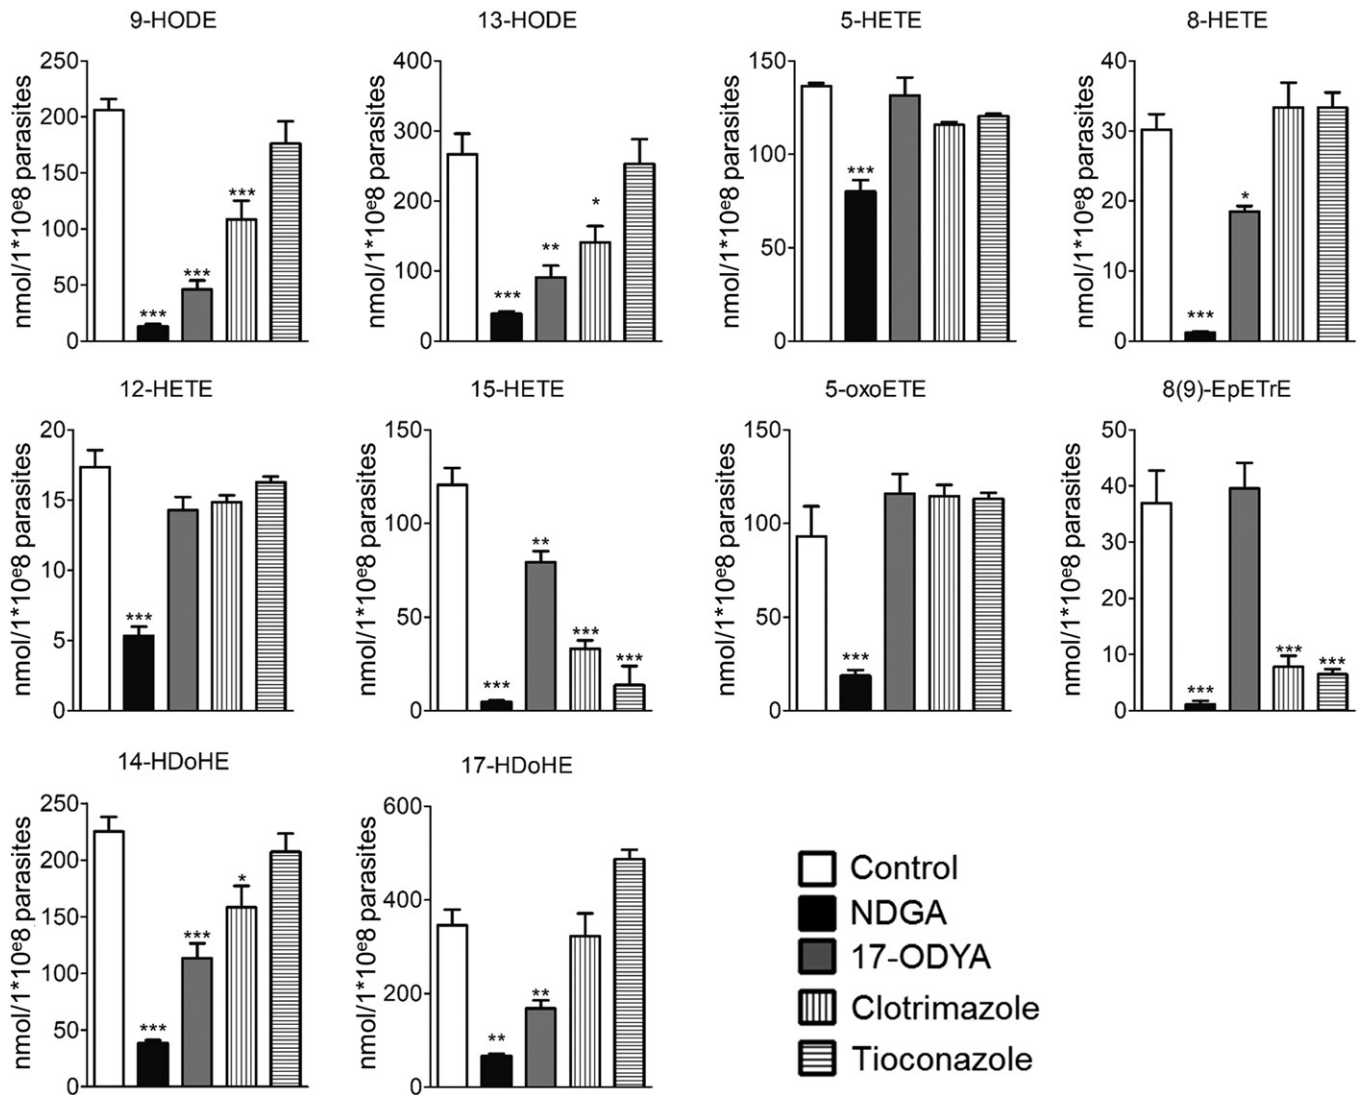 9-HODE
13-HODE
5-HETE
8-HETE
nmol/1*10e8 parasites
250
200
150
100
50
0
***
***
***
nmol/1*10e8 parasites
400
300
200
100
0
***
**
*
nmol/1*10e8 parasites
150
100
50
0
***
nmol/1*10e8 parasites
40
30
20
10
0
***
*
12-HETE
15-HETE
5-oxoETE
8(9)-EpETrE
nmol/1*10e8 parasites
20
15
10
5
0
***
nmol/1*10e8 parasites
150
100
50
0
***
**
***
***
nmol/1*10e8 parasites
150
100
50
0
***
nmol/1*10e8 parasites
50
40
30
20
10
0
***
***
***
14-HDoHE
17-HDoHE
nmol/1*10e8 parasites
250
200
150
100
50
0
***
***
*
nmol/1*10e8 parasites
600
400
200
0
**
**
Control
NDGA
17-ODYA
Clotrimazole
Tioconazole